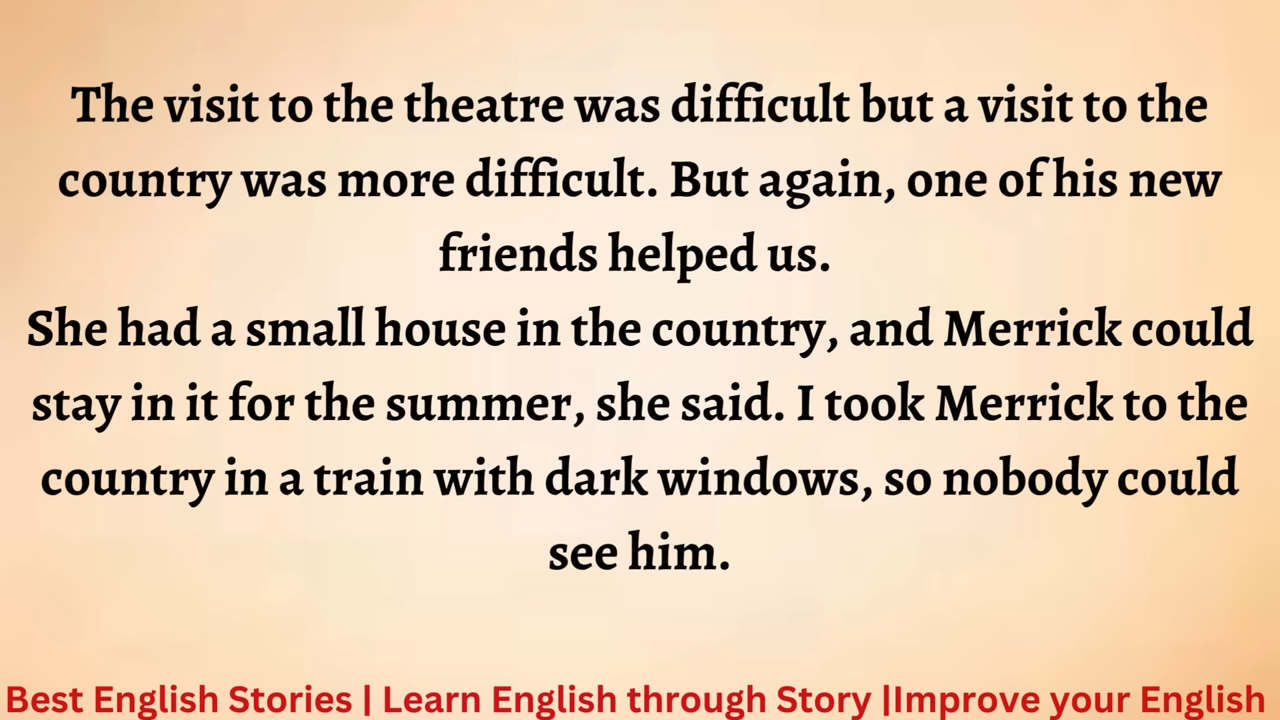 The visit to the theatre was difficult but a visit to the
country was more difficult. But again, one of his new
friends helped us.
She had a small house in the country, and Merrick could
stay in it for the summer, she said. I took Merrick to the
country in a train with dark windows, so nobody could
see him.
Best English Stories | Learn English through Story |Improve your English